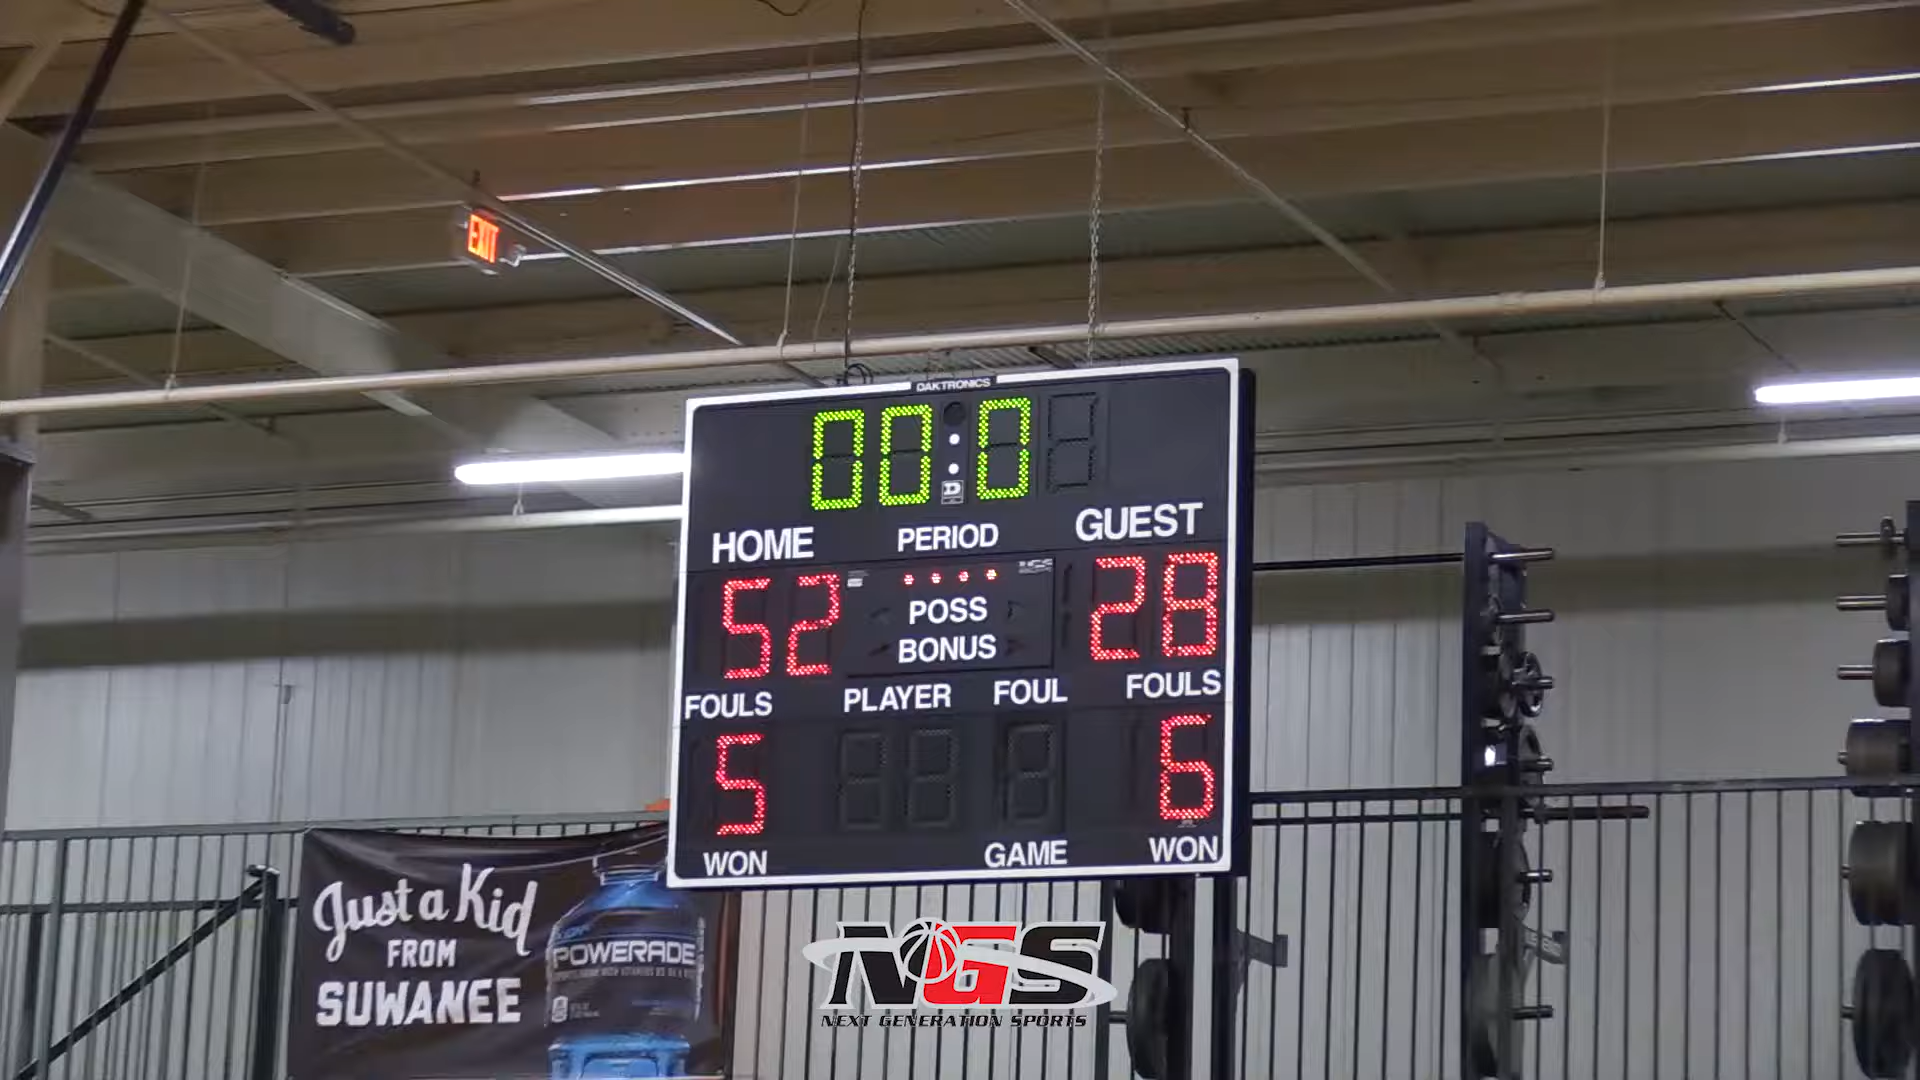 EXIT
DAKTRONICS
00:0
HOME PERIOD GUEST
52 28
POSS
BONUS
FOULS PLAYER FOUL FOULS
5 6
WON GAME WON
Just a Kid
FROM
SUWANEE
POWERADE
NGS
NEXT GENERATION SPORTS